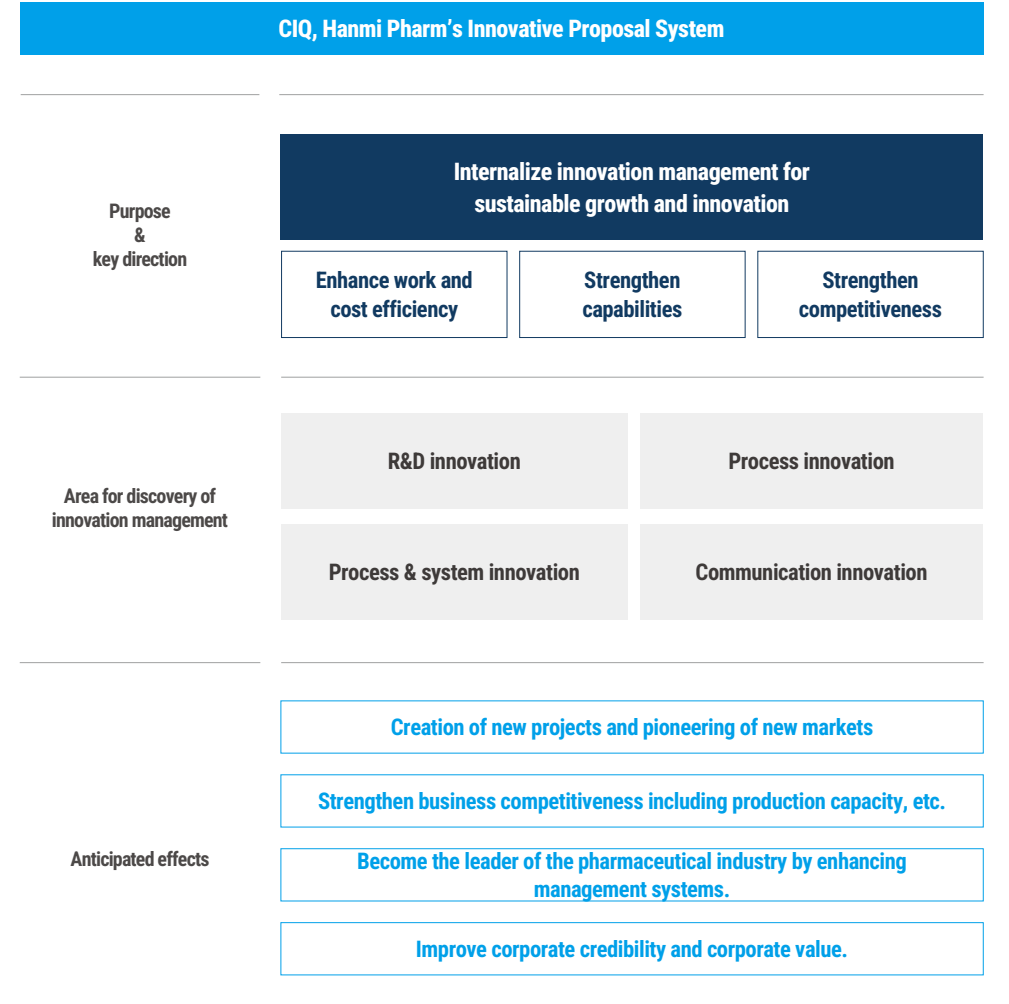 CIQ, Hanmi Pharm's Innovative Proposal System
Purpose
&
key direction
Internalize innovation management for
sustainable growth and innovation
Enhance work and
cost efficiency
Strengthen
capabilities
Strengthen
competitiveness
Area for discovery of
innovation management
R&D innovation
Process innovation
Process & system innovation
Communication innovation
Anticipated effects
Creation of new projects and pioneering of new markets
Strengthen business competitiveness including production capacity, etc.
Become the leader of the pharmaceutical industry by enhancing
management systems.
Improve corporate credibility and corporate value.